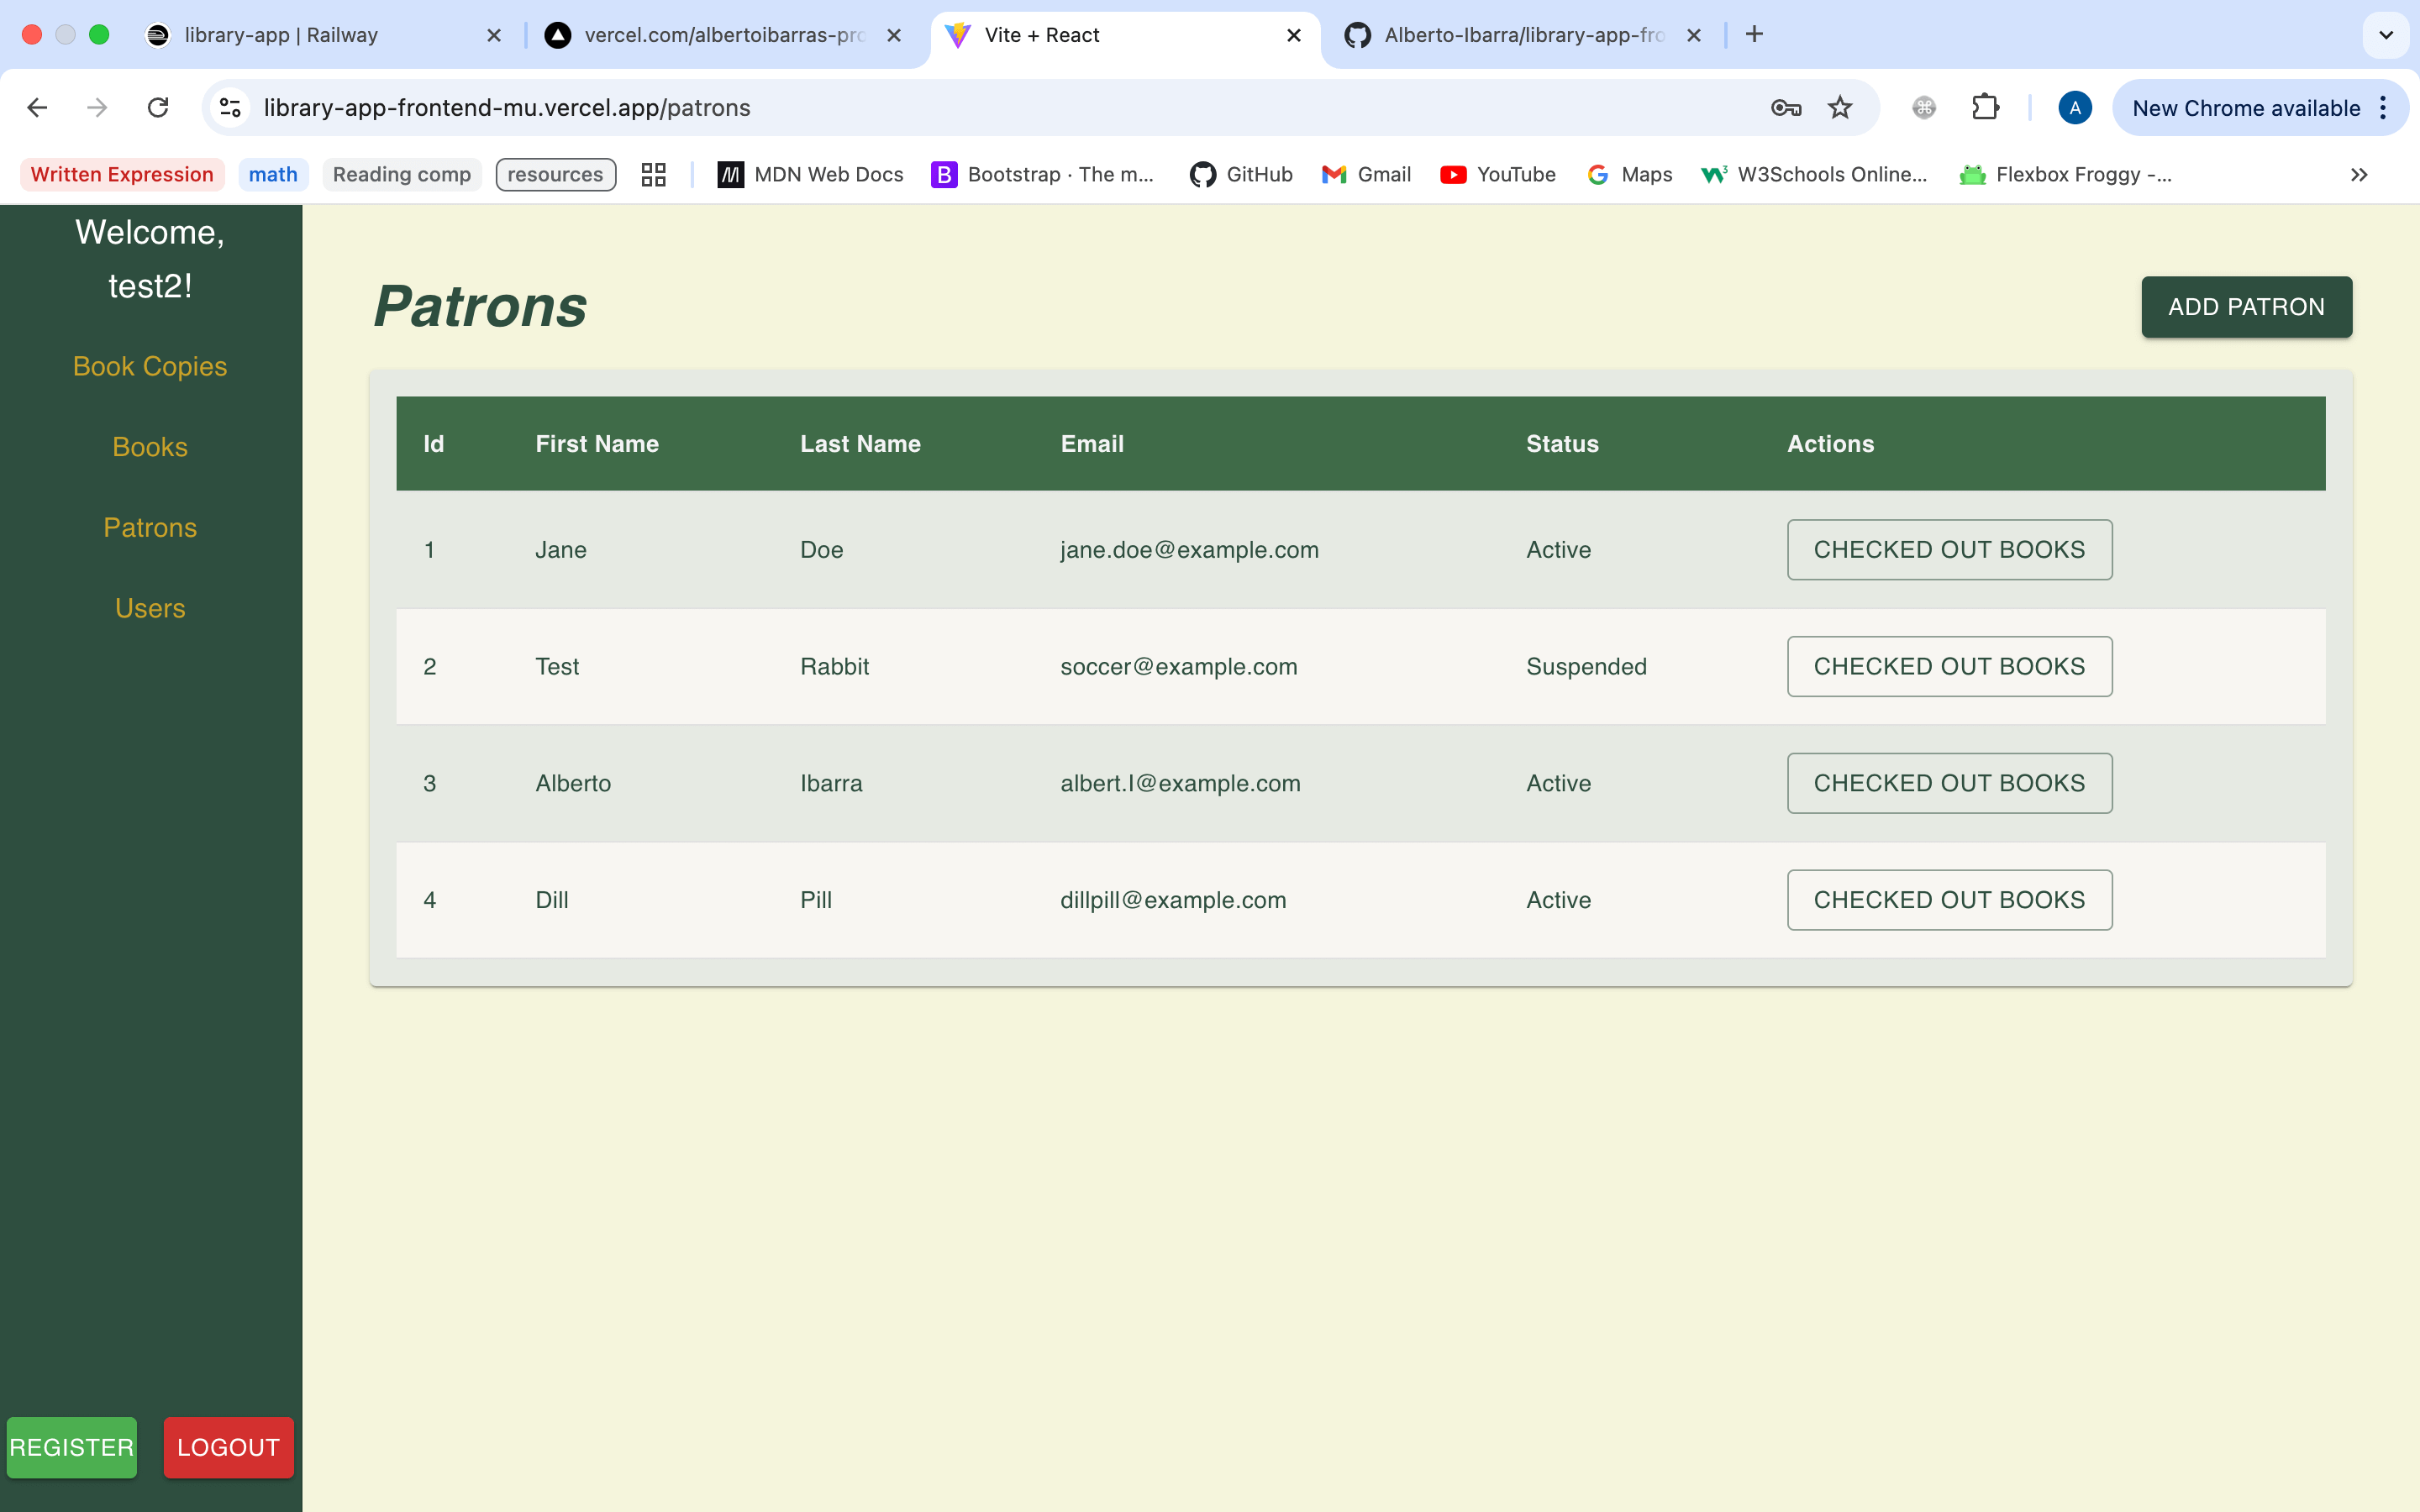 library-app | Railway
vercel.com/albertoibarras-pro
Vite + React
Alberto-Ibarra/library-app-fro
library-app-frontend-mu.vercel.app/patrons
A
New Chrome available
Written Expression
math
Reading comp
resources
MDN Web Docs
Bootstrap · The m...
GitHub
Gmail
YouTube
Maps
W3Schools Online...
Flexbox Froggy -...
Welcome,
test2!
Book Copies
Books
Patrons
Users
REGISTER
LOGOUT
Patrons
ADD PATRON
Id First Name Last Name Email Status Actions
1 Jane Doe jane.doe@example.com Active CHECKED OUT BOOKS
2 Test Rabbit soccer@example.com Suspended CHECKED OUT BOOKS
3 Alberto Ibarra albert.I@example.com Active CHECKED OUT BOOKS
4 Dill Pill dillpill@example.com Active CHECKED OUT BOOKS